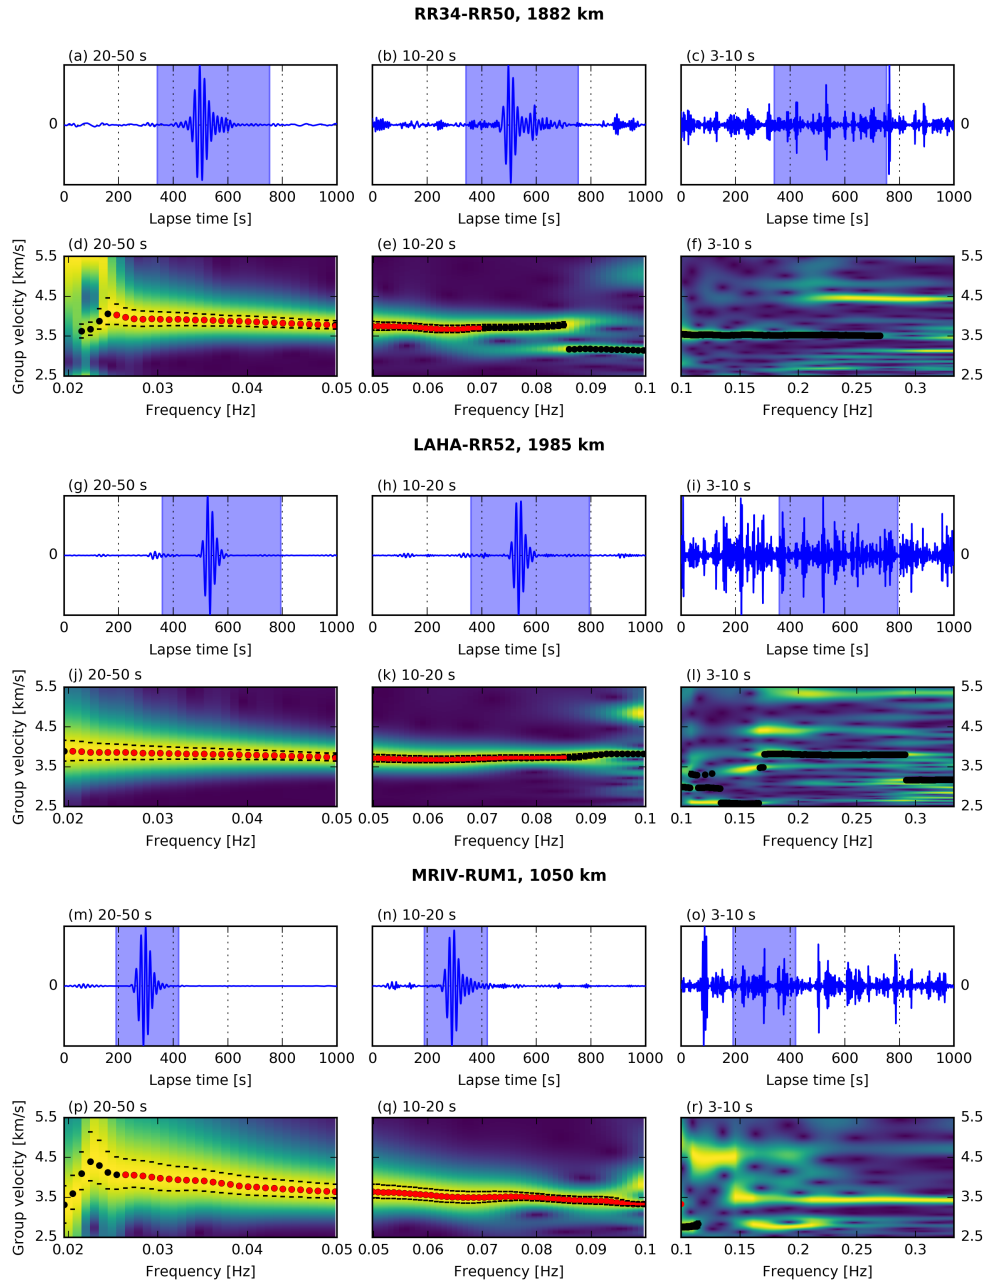 RR34-RR50, 1882 km
(a) 20-50 s (b) 10-20 s (c) 3-10 s
0 0
0 200 400 600 800 1000 0 200 400 600 800 1000 0 200 400 600 800 1000
Lapse time [s] Lapse time [s] Lapse time [s]
(d) 20-50 s (e) 10-20 s (f) 3-10 s
Group velocity [km/s]
5.5 5.5
4.5 4.5
3.5 3.5
2.5 2.5
0.02 0.03 0.04 0.05 0.05 0.06 0.07 0.08 0.09 0.1 0.1 0.15 0.2 0.25 0.3
Frequency [Hz] Frequency [Hz] Frequency [Hz]
LAHA-RR52, 1985 km
(g) 20-50 s (h) 10-20 s (i) 3-10 s
0 0
0 200 400 600 800 1000 0 200 400 600 800 1000 0 200 400 600 800 1000
Lapse time [s] Lapse time [s] Lapse time [s]
(j) 20-50 s (k) 10-20 s (l) 3-10 s
Group velocity [km/s]
5.5 5.5
4.5 4.5
3.5 3.5
2.5 2.5
0.02 0.03 0.04 0.05 0.05 0.06 0.07 0.08 0.09 0.1 0.1 0.15 0.2 0.25 0.3
Frequency [Hz] Frequency [Hz] Frequency [Hz]
MRIV-RUM1, 1050 km
(m) 20-50 s (n) 10-20 s (o) 3-10 s
0 0
0 200 400 600 800 1000 0 200 400 600 800 1000 0 200 400 600 800 1000
Lapse time [s] Lapse time [s] Lapse time [s]
(p) 20-50 s (q) 10-20 s (r) 3-10 s
Group velocity [km/s]
5.5 5.5
4.5 4.5
3.5 3.5
2.5 2.5
0.02 0.03 0.04 0.05 0.05 0.06 0.07 0.08 0.09 0.1 0.1 0.15 0.2 0.25 0.3
Frequency [Hz] Frequency [Hz] Frequency [Hz]